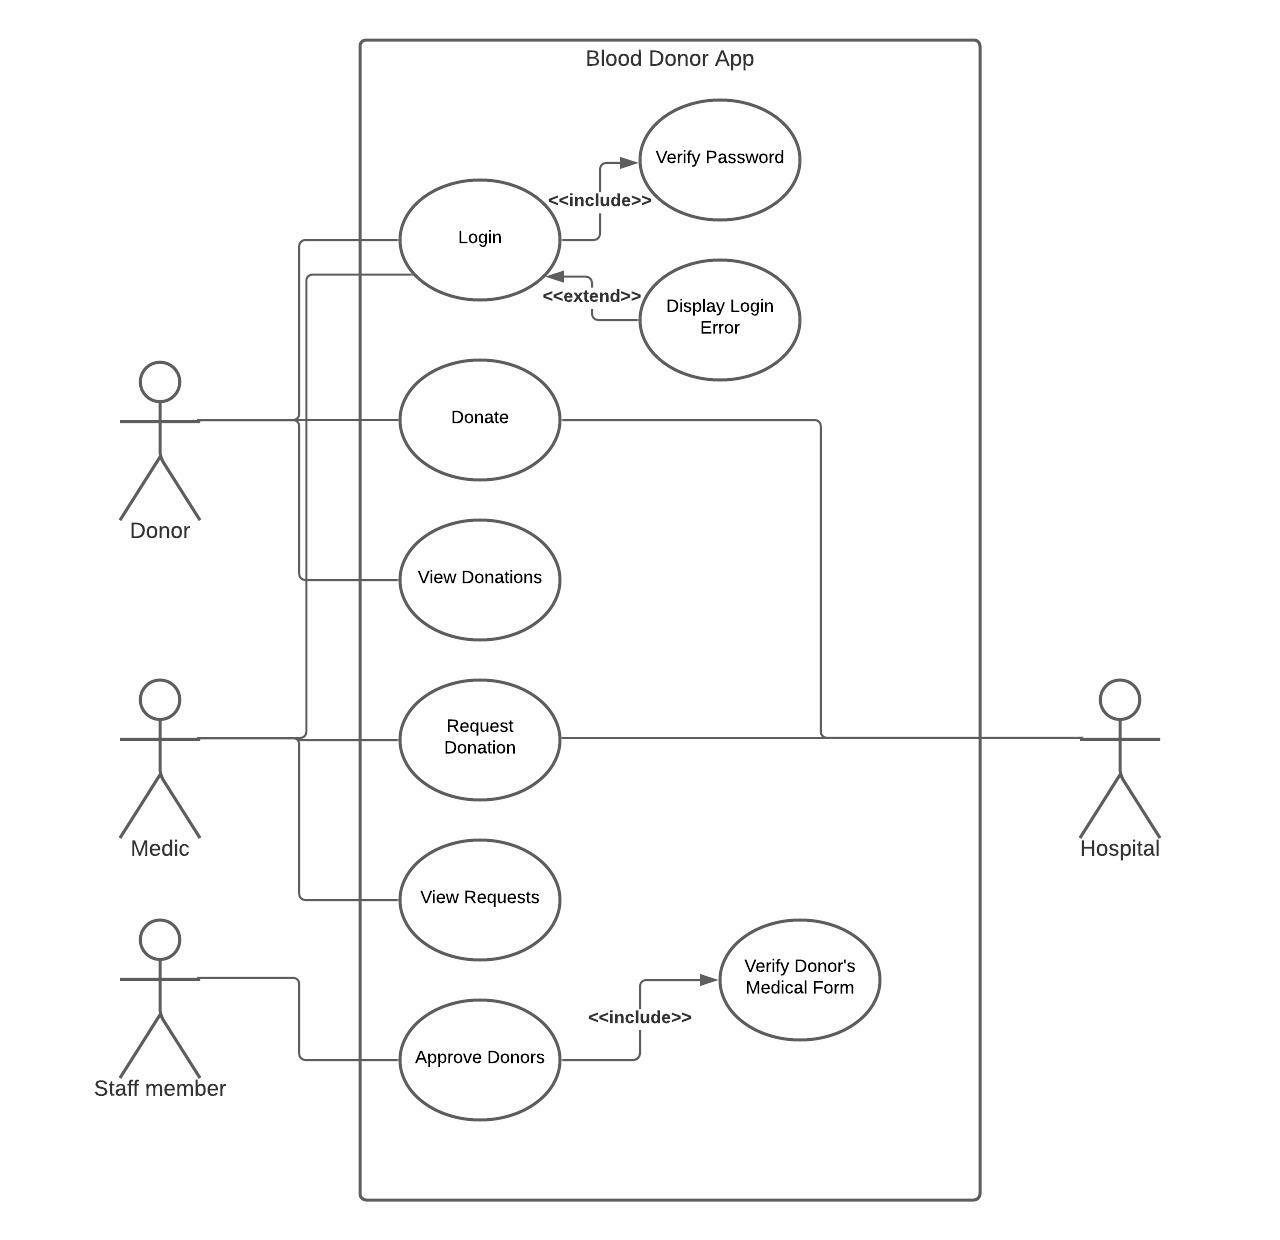 Blood Donor App
Verify Password
<<include>>
Login
<<extend>>
Display Login
Error
Donate
Donor
View Donations
Request
Donation
Medic
Hospital
View Requests
Verify Donor's
Medical Form
<<include>>
Approve Donors
Staff member